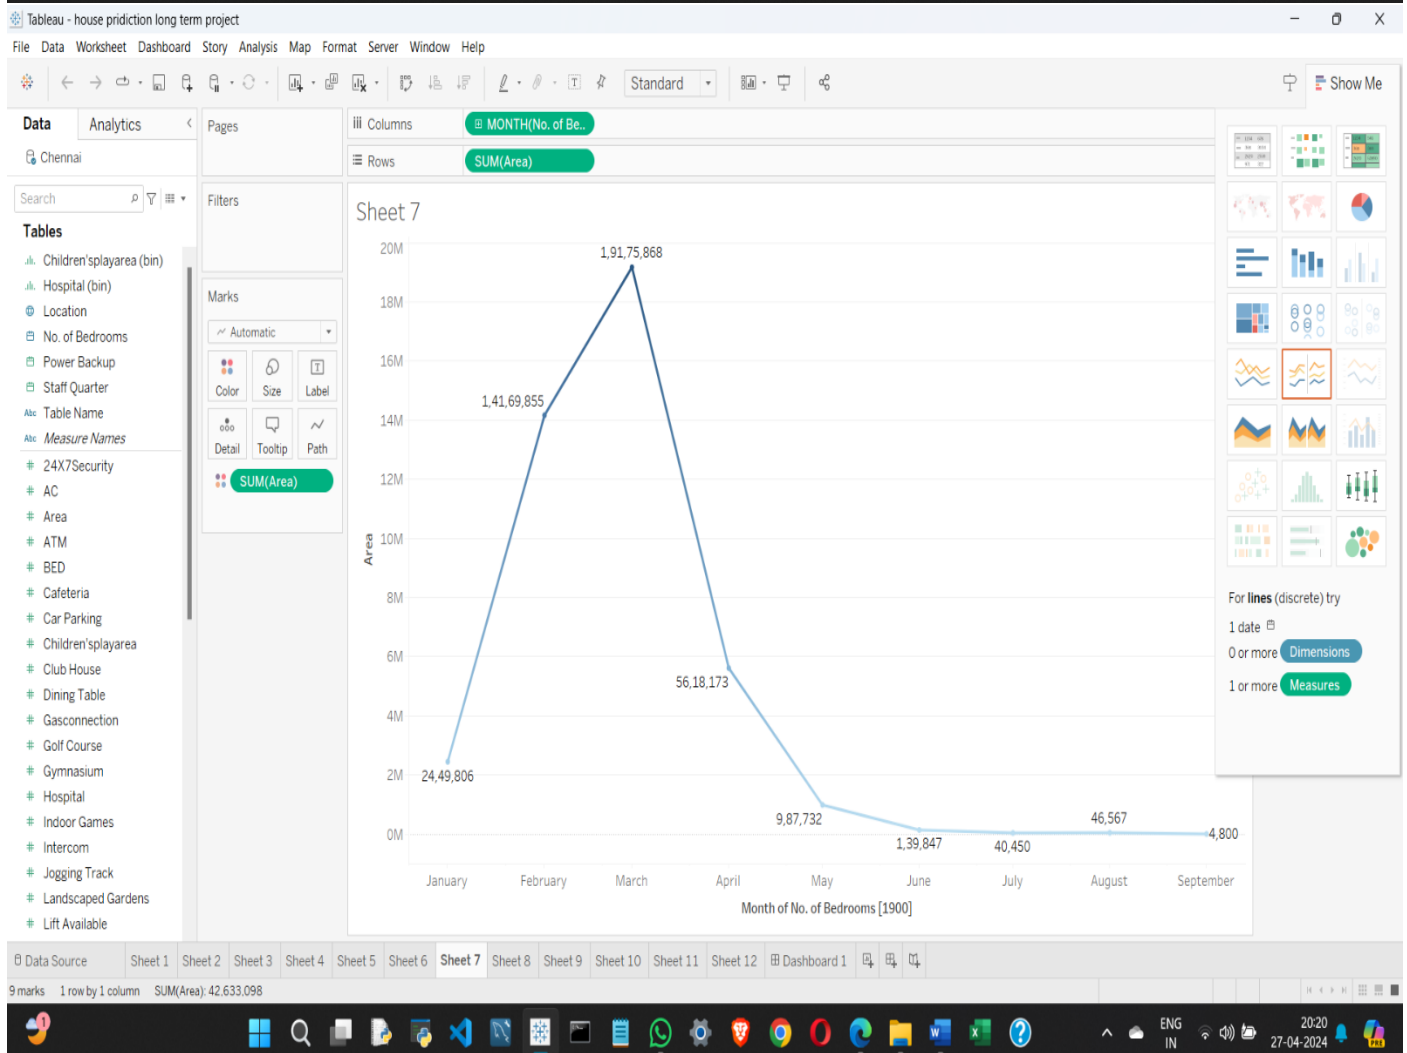 Tableau - house pridiction long term project
File Data Worksheet Dashboard Story Analysis Map Format Server Window Help
Standard
Show Me
Data Analytics
Chennai
Search
Tables
Children'splayarea (bin)
Hospital (bin)
Location
No. of Bedrooms
Power Backup
Staff Quarter
Abc Table Name
Abc Measure Names
24X7Security
AC
Area
ATM
BED
Cafeteria
Car Parking
Children'splayarea
Club House
Dining Table
Gasconnection
Golf Course
Gymnasium
Hospital
Indoor Games
Intercom
Jogging Track
Landscaped Gardens
Lift Available
Pages
Filters
Marks
Automatic
Color Size Label
Detail Tooltip Path
SUM(Area)
Columns MONTH(No. of Be..
Rows SUM(Area)
Sheet 7
20M
18M
16M
14M
12M
10M
8M
6M
4M
2M
0M
Area
24,49,806
1,41,69,855
1,91,75,868
56,18,173
9,87,732
1,39,847
40,450
46,567
4,800
January February March April May June July August September
Month of No. of Bedrooms [1900]
For lines (discrete) try
1 date
0 or more Dimensions
1 or more Measures
Data Source Sheet 1 Sheet 2 Sheet 3 Sheet 4 Sheet 5 Sheet 6 Sheet 7 Sheet 8 Sheet 9 Sheet 10 Sheet 11 Sheet 12 Dashboard 1
9 marks 1 row by 1 column SUM(Area): 42,633,098
1
ENG
IN
20:20
27-04-2024
PRE